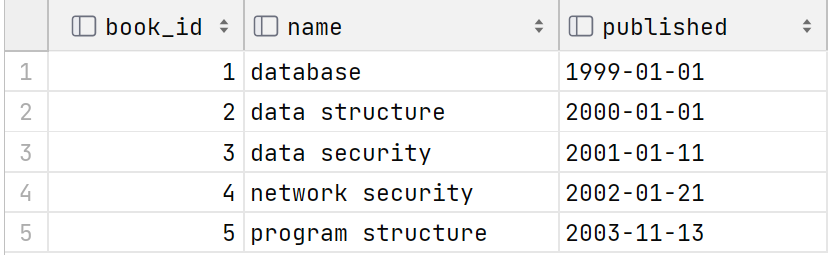 book_id name published
1 1 database 1999-01-01
2 2 data structure 2000-01-01
3 3 data security 2001-01-11
4 4 network security 2002-01-21
5 5 program structure 2003-11-13